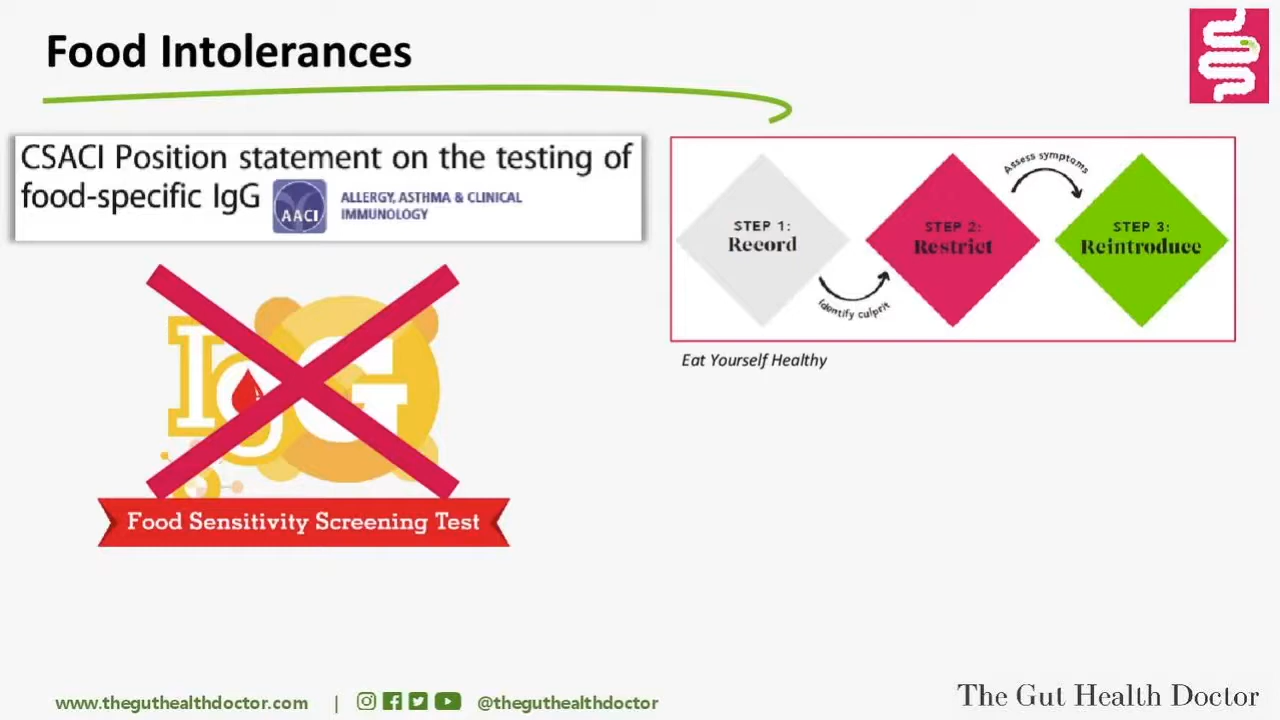 Food Intolerances
CSACI Position statement on the testing of
food-specific IgG
AACI
ALLERGY, ASTHMA & CLINICAL
IMMUNOLOGY
IgG
Food Sensitivity Screening Test
STEP 1:
Record
Identify culprit
STEP 2:
Restrict
Assess symptoms
STEP 3:
Reintroduce
Eat Yourself Healthy
www.theguthealthdoctor.com | @theguthealthdoctor
The Gut Health Doctor